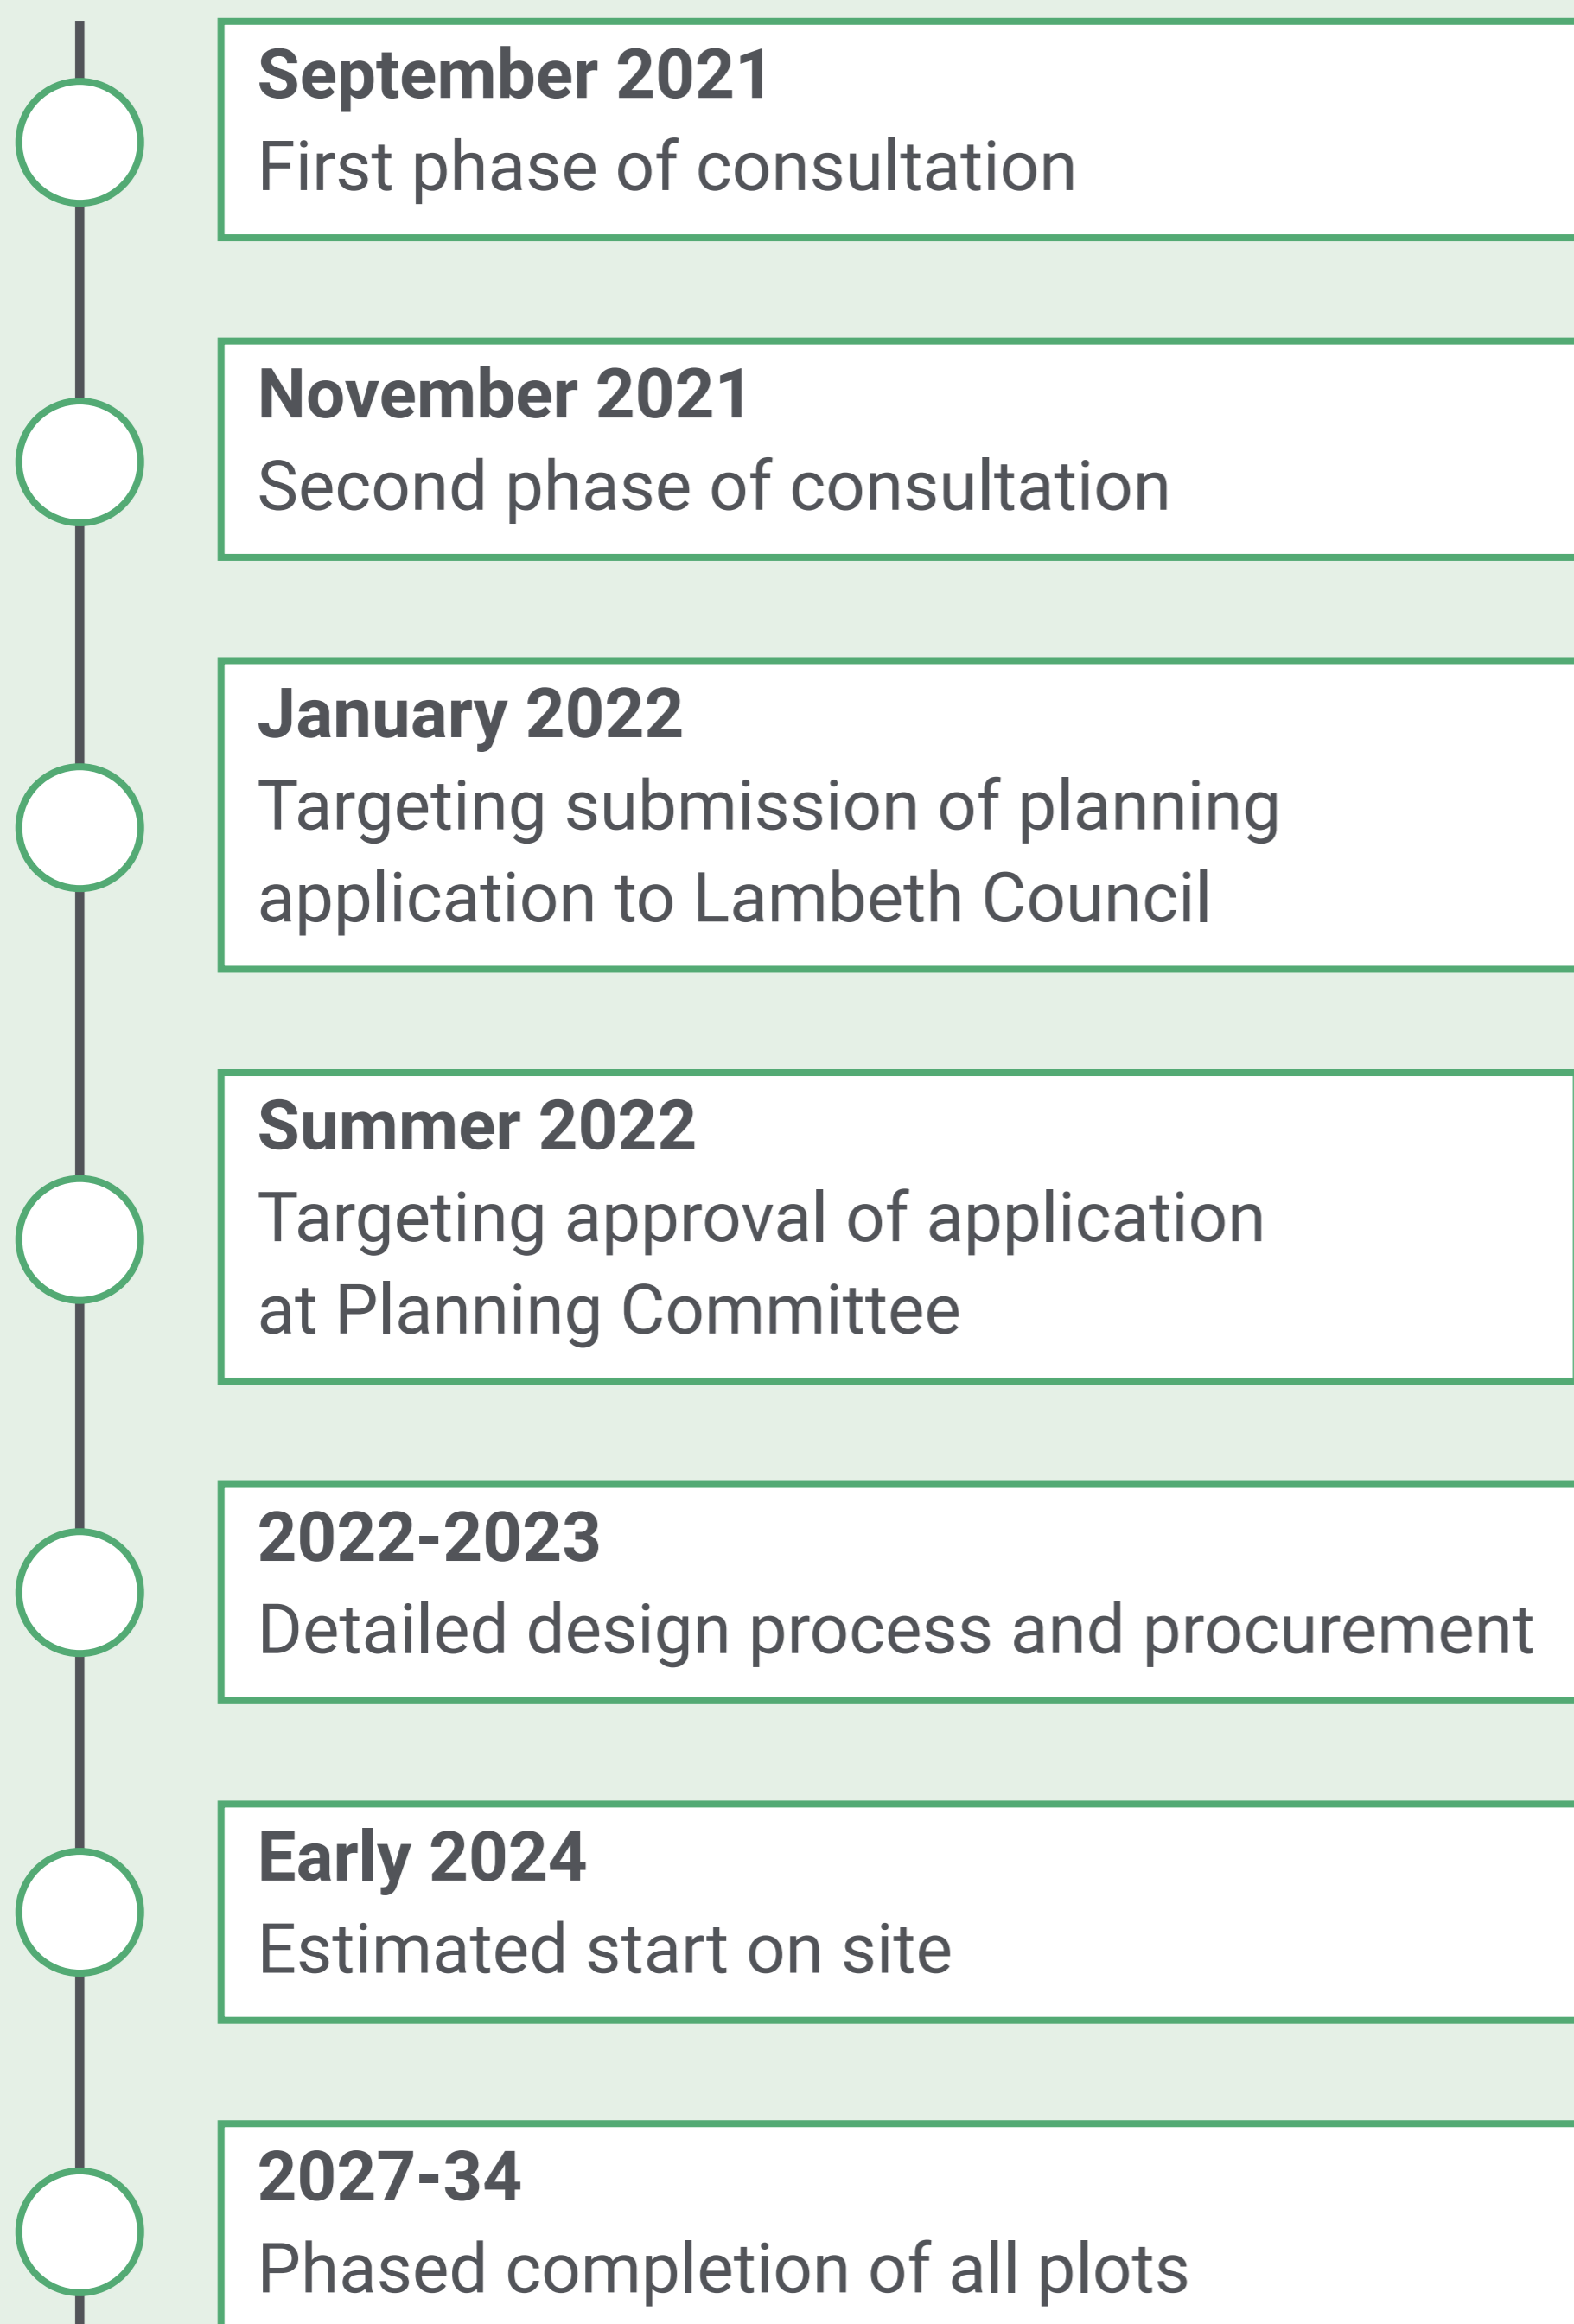 September 2021
First phase of consultation
November 2021
Second phase of consultation
January 2022
Targeting submission of planning
application to Lambeth Council
Summer 2022
Targeting approval of application
at Planning Committee
2022-2023
Detailed design process and procurement
Early 2024
Estimated start on site
2027-34
Phased completion of all plots